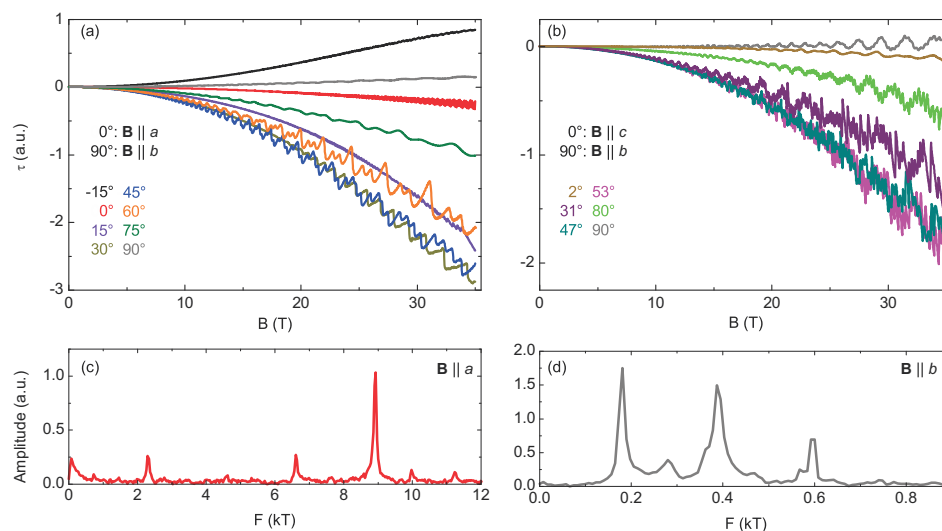 (a)
1
0
-1
-2
-3
τ (a.u.)
0°: B || a
90°: B || b
-15° 45°
0° 60°
15° 75°
30° 90°
0 10 20 30
B (T)
(b)
0
-1
-2
0°: B || c
90°: B || b
2° 53°
31° 80°
47° 90°
0 10 20 30
B (T)
(c)
B || a
1.0
0.5
0.0
Amplitude (a.u.)
0 2 4 6 8 10 12
F (kT)
(d)
B || b
2.0
1.5
1.0
0.5
0.0
0.0 0.2 0.4 0.6 0.8
F (kT)